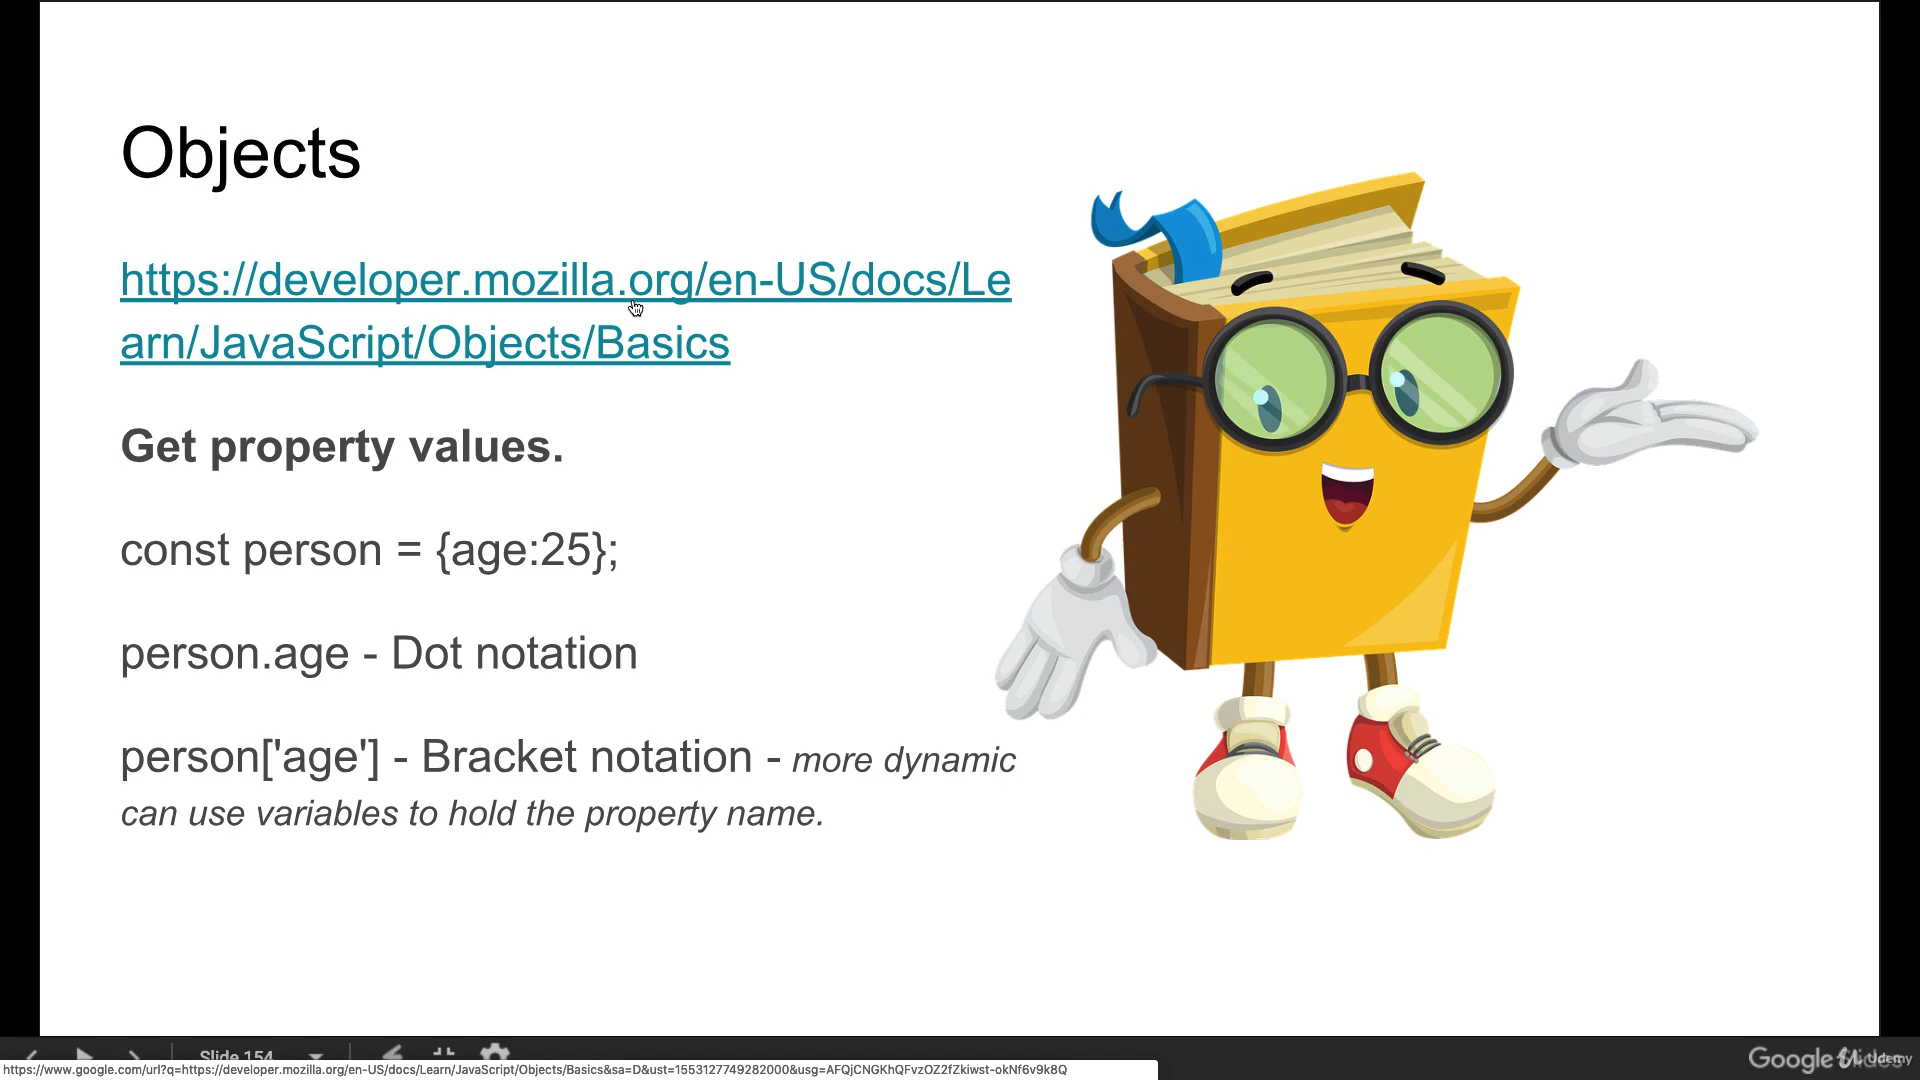 Objects
https://developer.mozilla.org/en-US/docs/Le
arn/JavaScript/Objects/Basics
Get property values.
const person = {age:25};
person.age - Dot notation
person['age'] - Bracket notation - more dynamic
can use variables to hold the property name.
Slide 154
Google Slides
Udemy
https://www.google.com/url?q=https://developer.mozilla.org/en-US/docs/Learn/JavaScript/Objects/Basics&sa=D&ust=1553127749282000&usg=AFQjCNGKhQFvzOZ2fZkiwst-okNf6v9k8Q